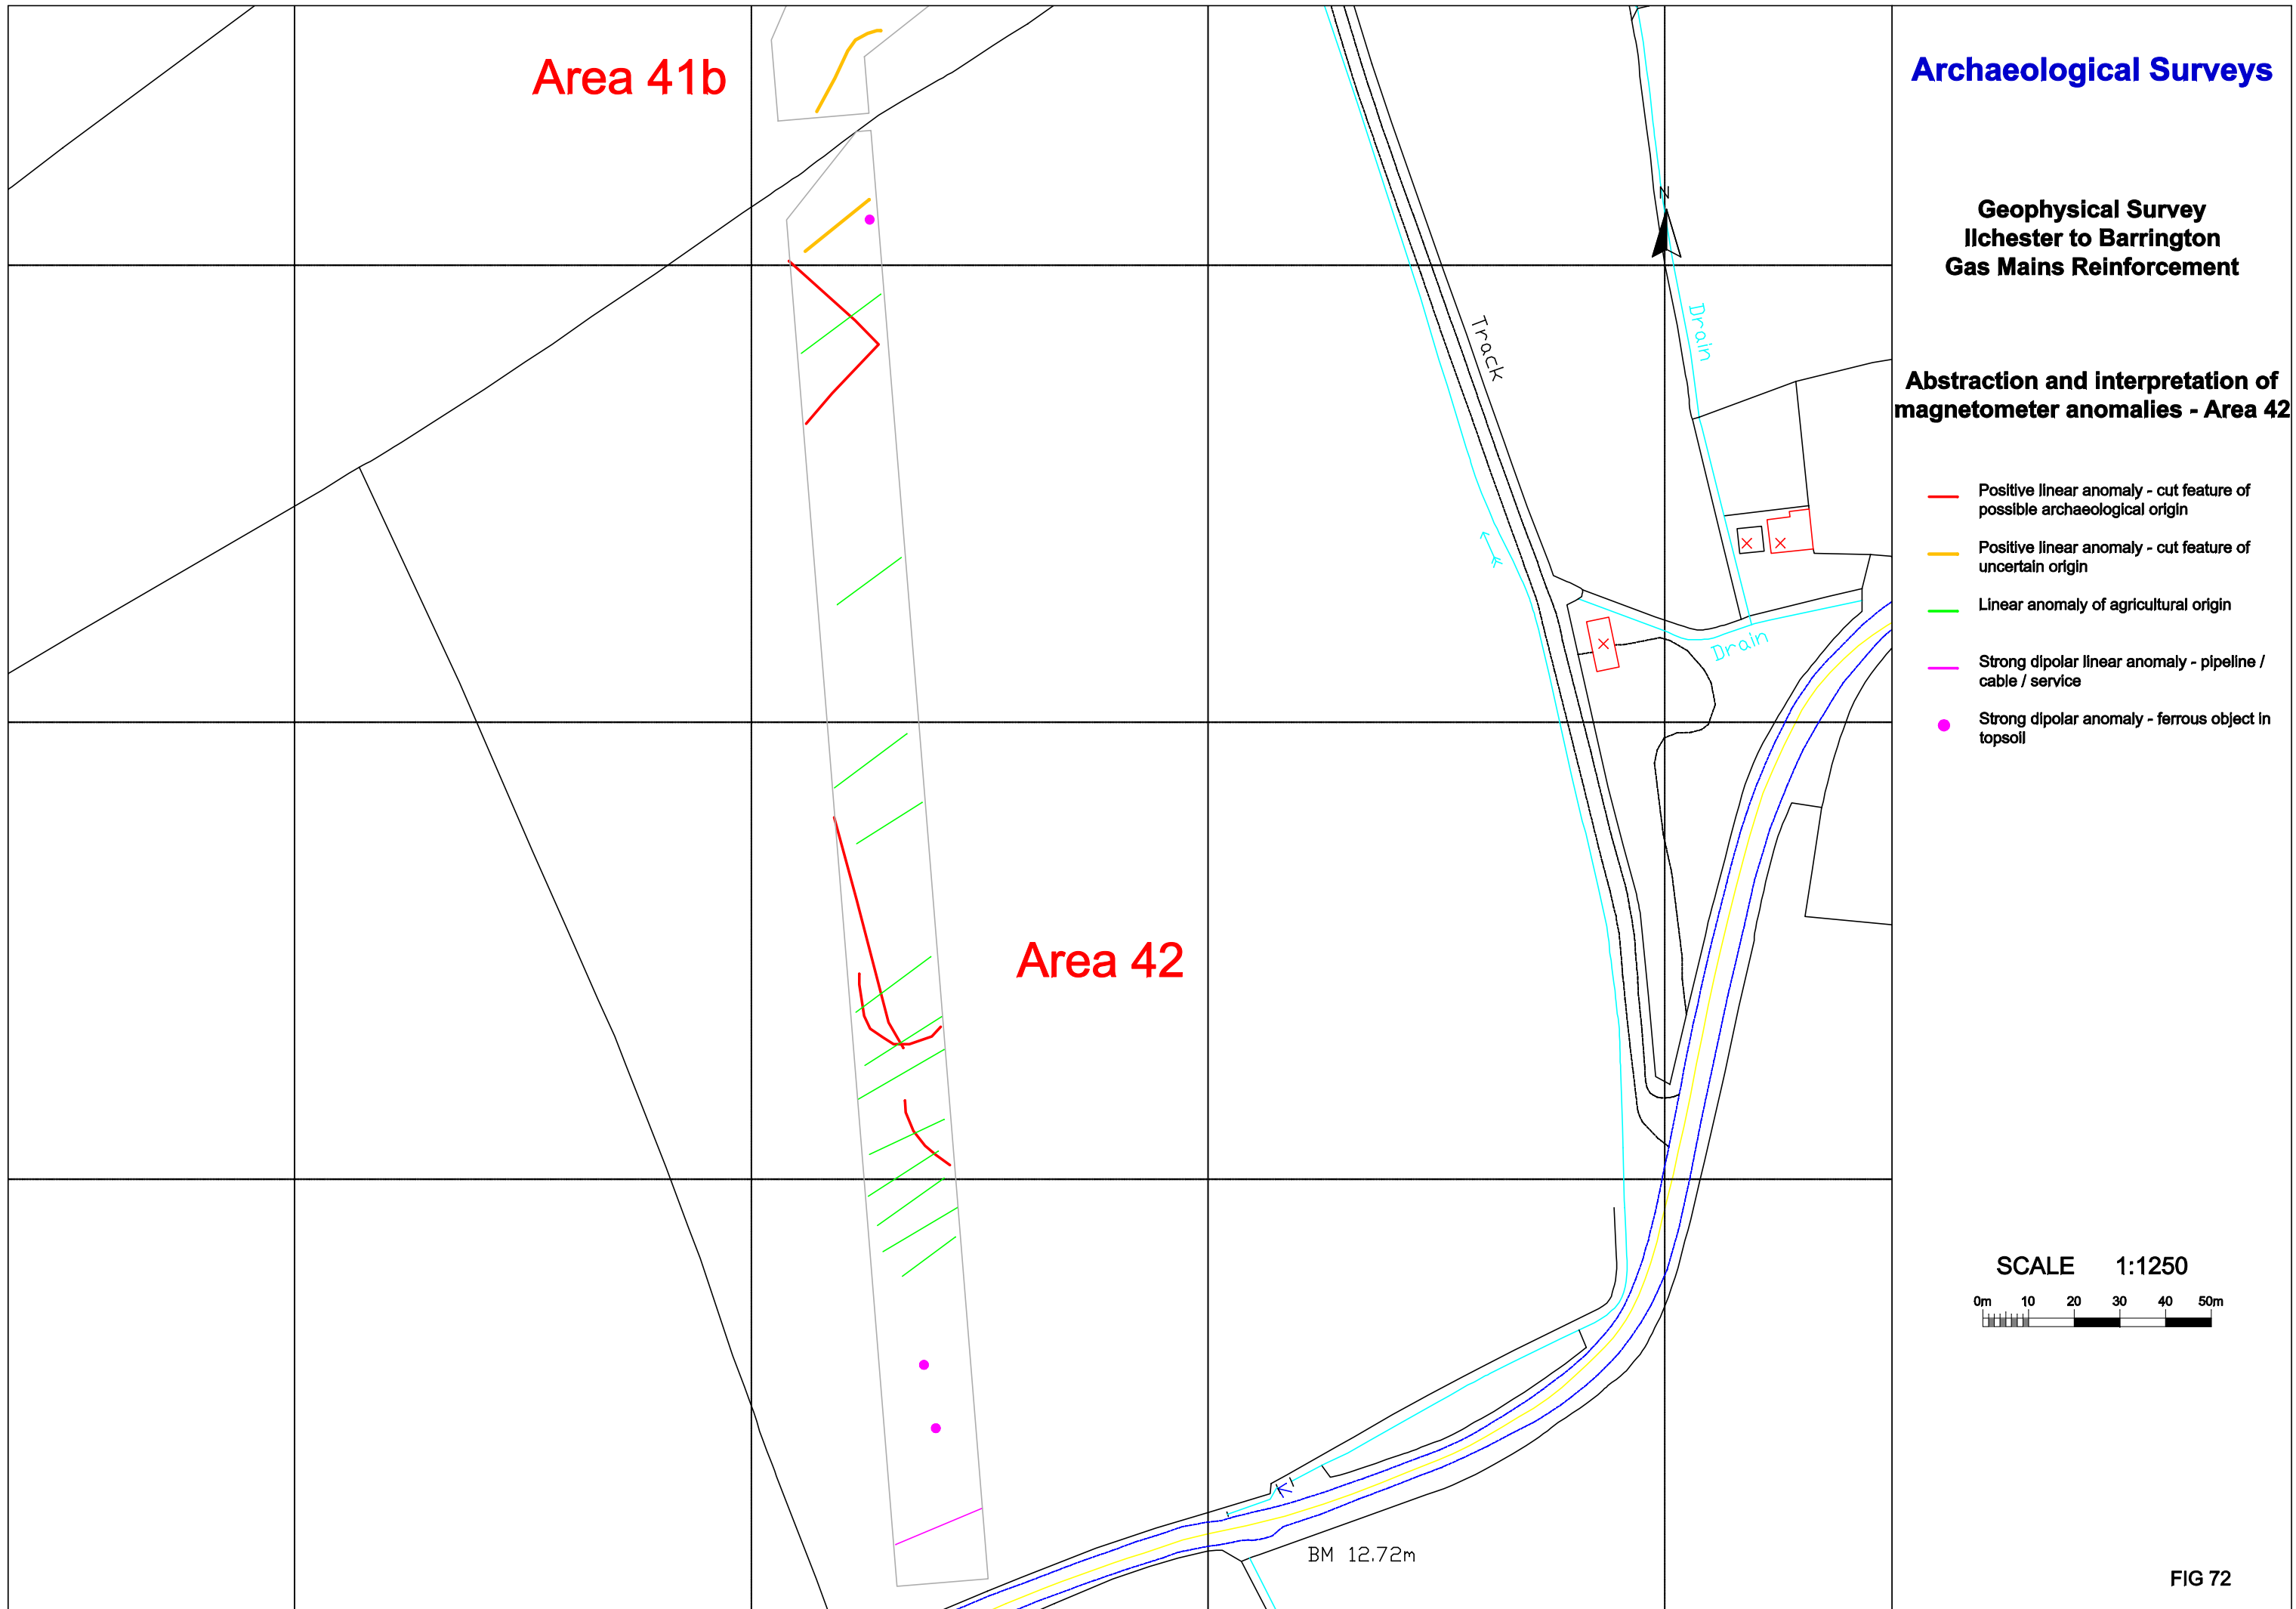 Area 41b
Archaeological Surveys
N
Geophysical Survey
Ilchester to Barrington
Gas Mains Reinforcement
Drain
Track
Abstraction and interpretation of
magnetometer anomalies - Area 42
Positive linear anomaly - cut feature of
possible archaeological origin
Positive linear anomaly - cut feature of
uncertain origin
Linear anomaly of agricultural origin
Drain
Strong dipolar linear anomaly - pipeline /
cable / service
Strong dipolar anomaly - ferrous object in
topsoil
Area 42
SCALE 1:1250
0m 10 20 30 40 50m
BM 12.72m
FIG 72